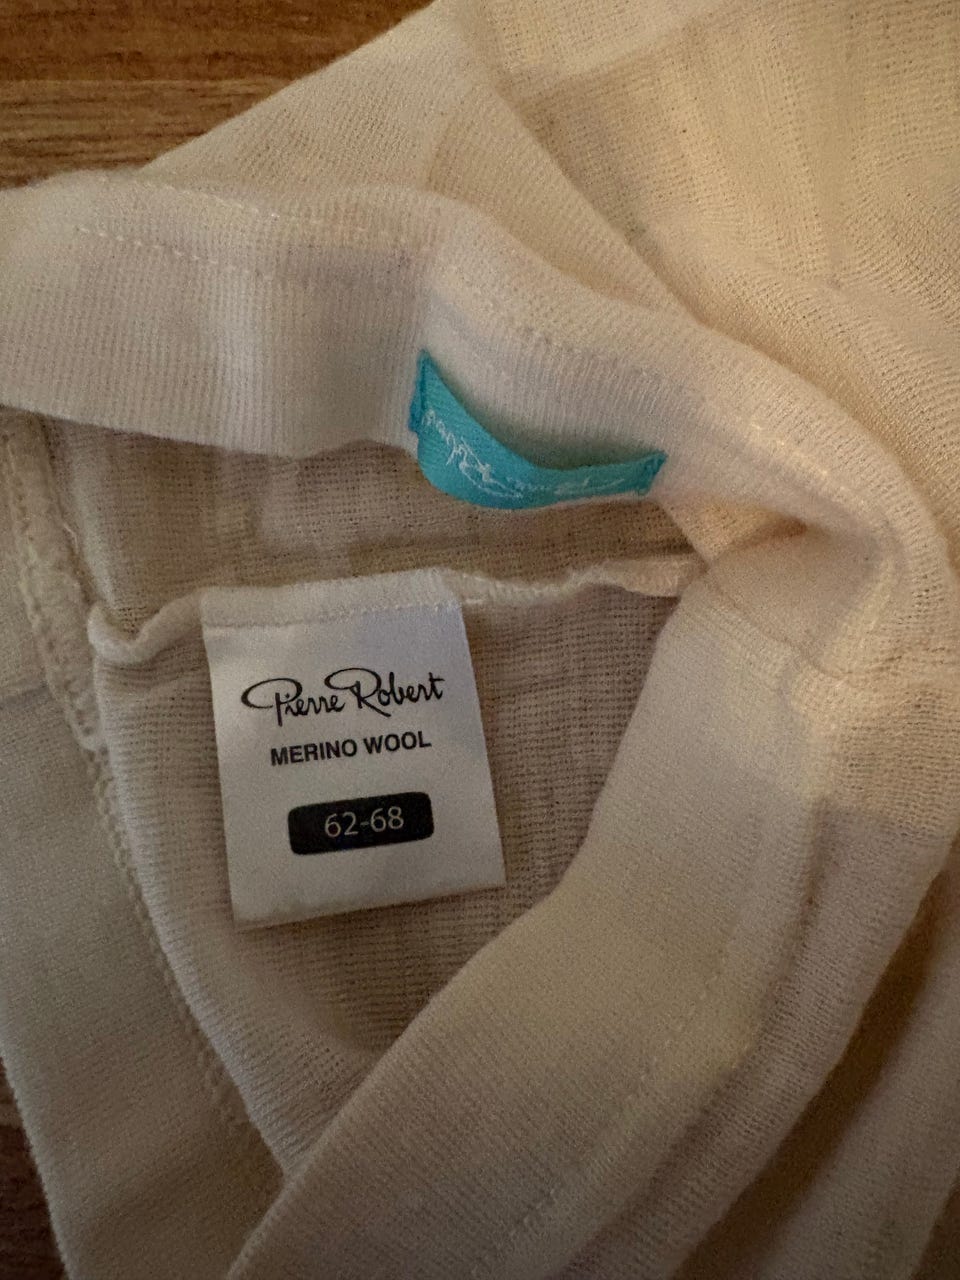 Pierre Robert
MERINO WOOL
62-68